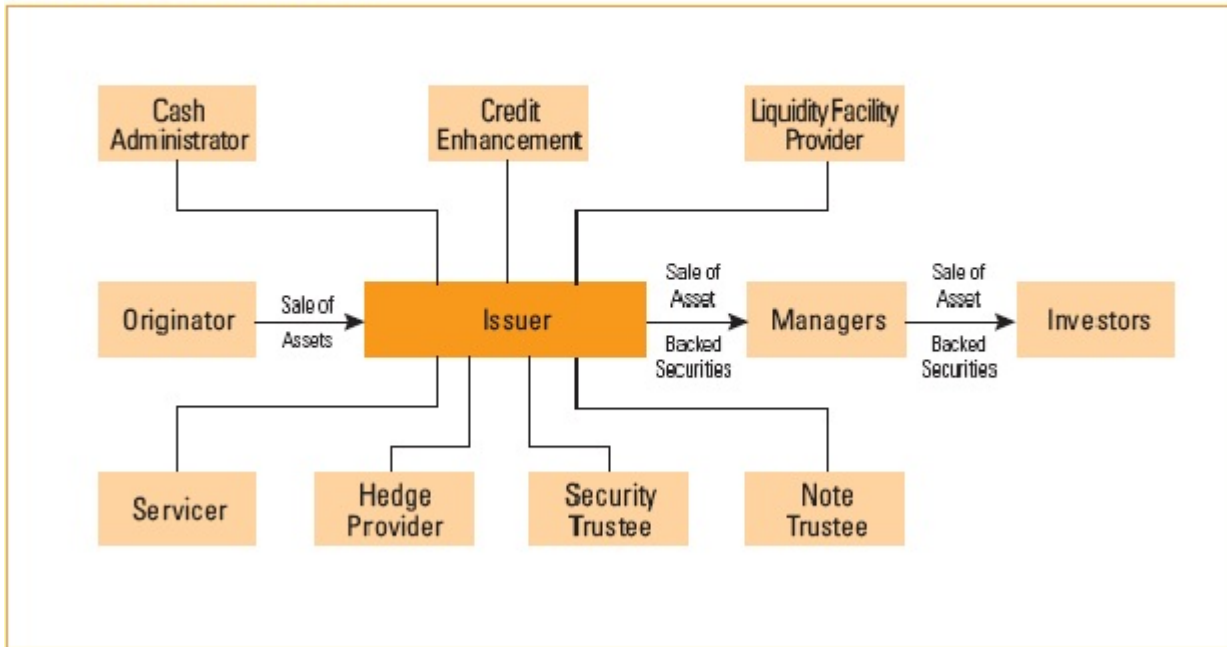 Cash
Administrator
Credit
Enhancement
Liquidity Facility
Provider
Originator
Sale of
Assets
Issuer
Sale of
Asset
Backed
Securities
Managers
Sale of
Asset
Backed
Securities
Investors
Servicer
Hedge
Provider
Security
Trustee
Note
Trustee